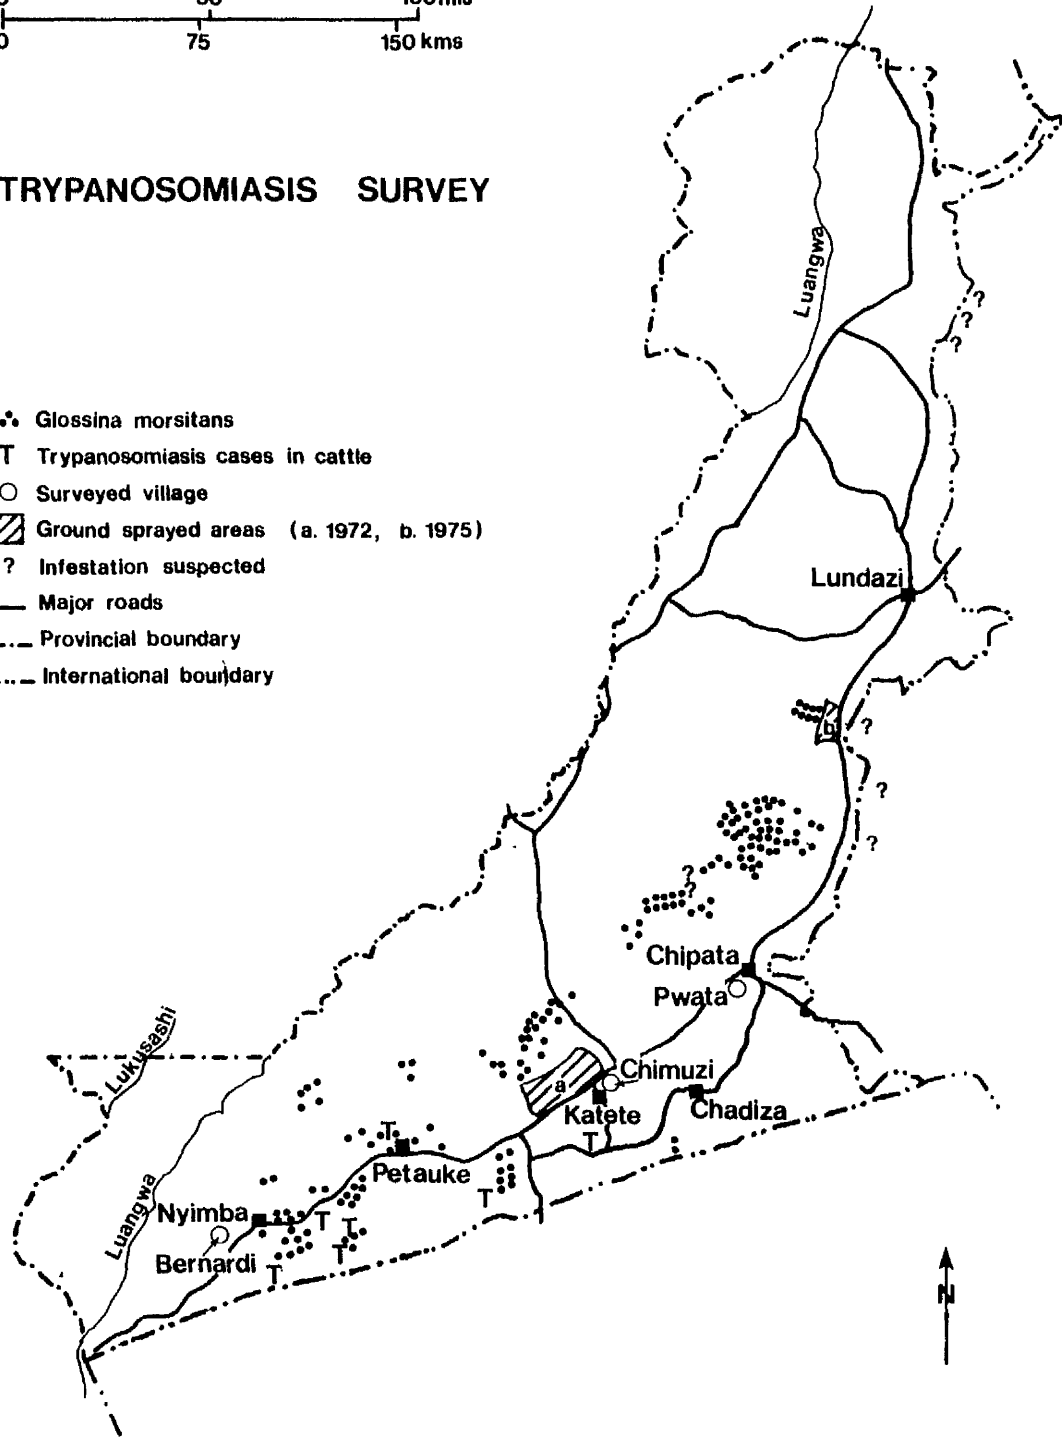 0 75 150 kms
TRYPANOSOMIASIS SURVEY
Glossina morsitans
T Trypanosomiasis cases in cattle
Surveyed village
Ground sprayed areas (a. 1972, b. 1975)
? Infestation suspected
Major roads
Provincial boundary
International boundary
Luangwa
?
?
?
Lundazi
b
?
?
?
?
?
Chipata
Pwata
Lukusashi
a
Chimuzi
Katete
Chadiza
T
T
Petauke
T
Luangwa
Nyimba
T
T
T
Bernardi
T
N